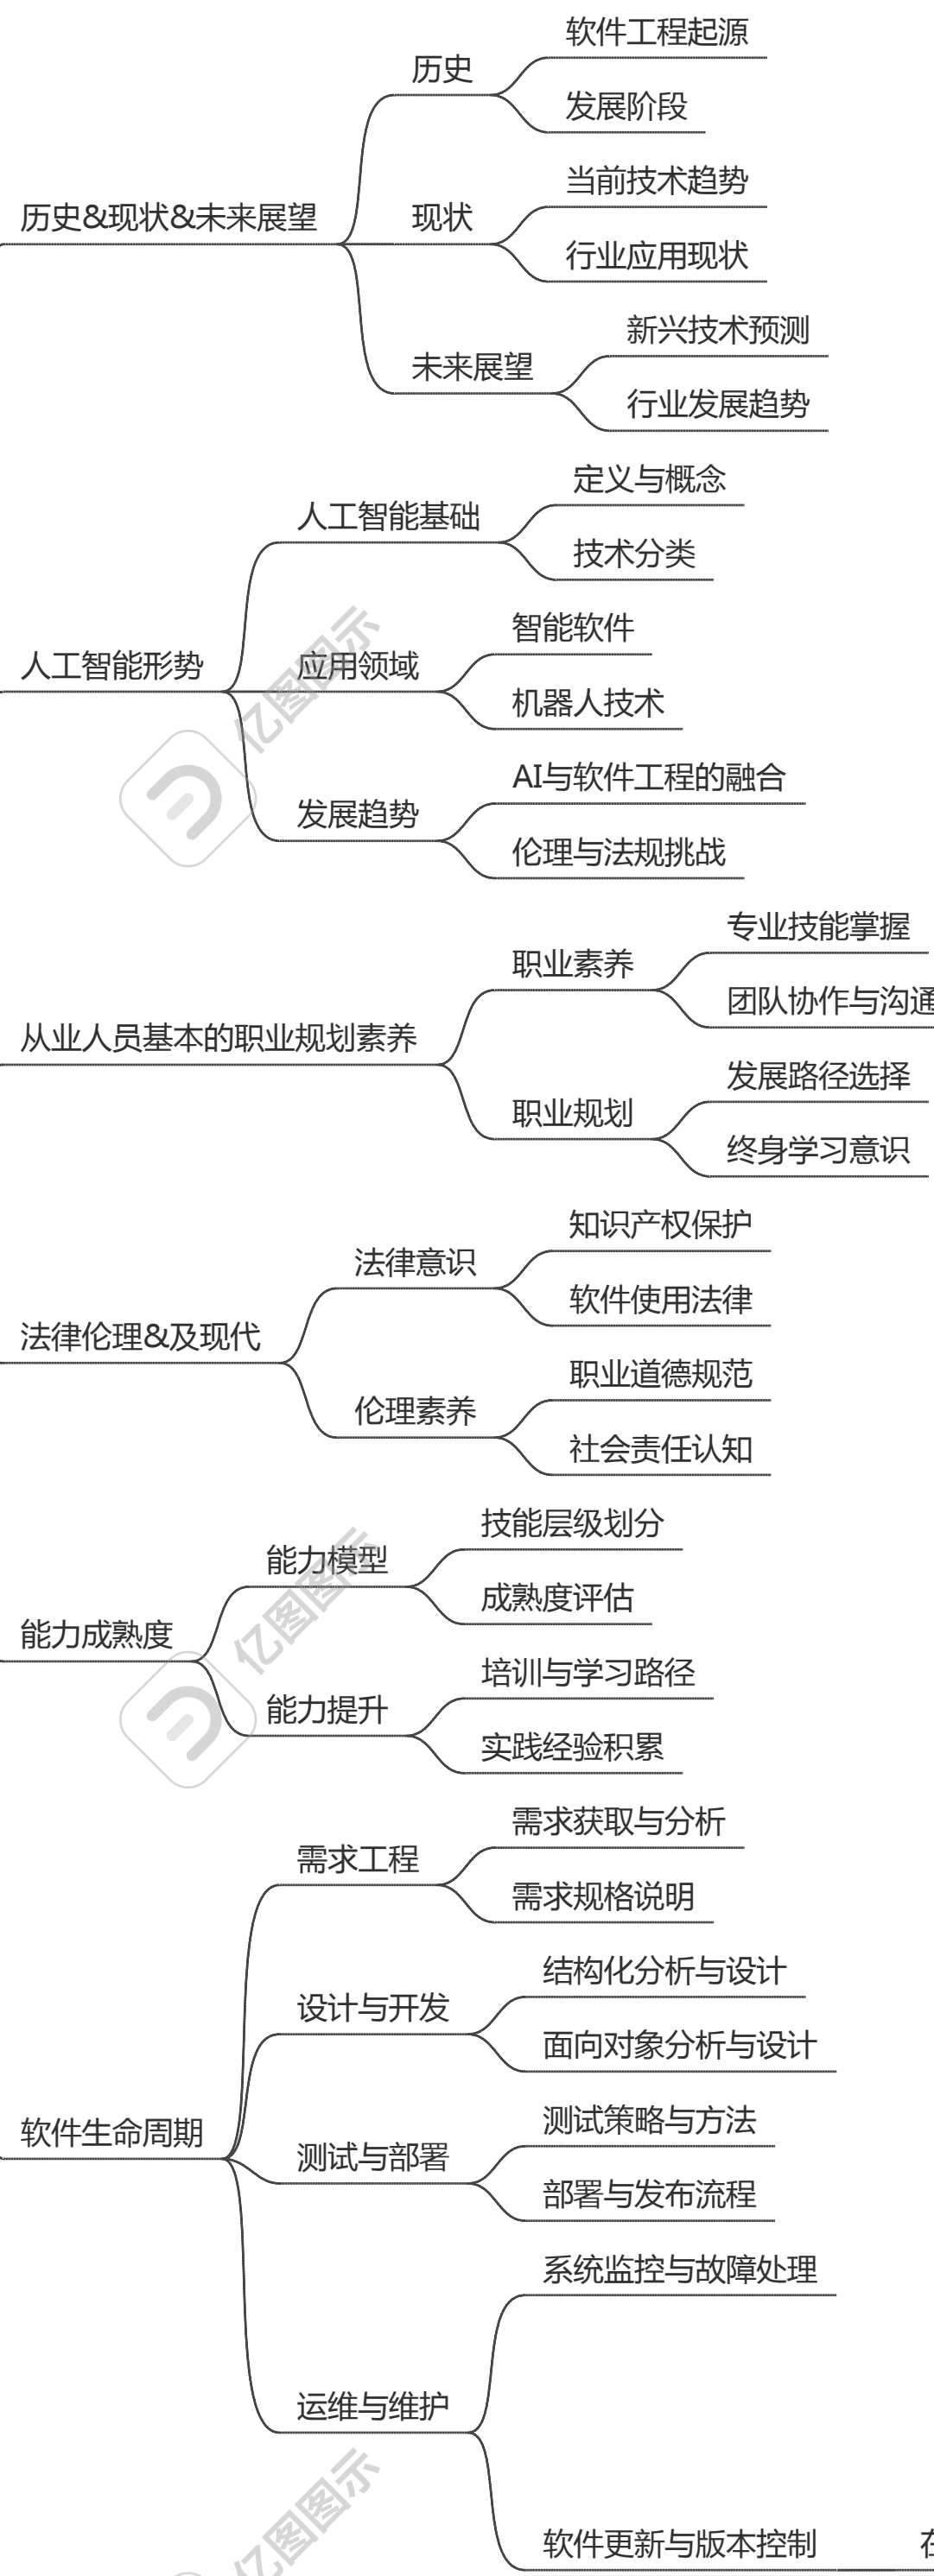 软件工程起源
历史
发展阶段
当前技术趋势
历史&现状&未来展望
现状
行业应用现状
新兴技术预测
未来展望
行业发展趋势
定义与概念
人工智能基础
技术分类
智能软件
人工智能形势
应用领域
机器人技术
亿图图示
AI与软件工程的融合
发展趋势
伦理与法规挑战
专业技能掌握
职业素养
团队协作与沟通
从业人员基本的职业规划素养
发展路径选择
职业规划
终身学习意识
知识产权保护
法律意识
软件使用法律
法律伦理&及现代
职业道德规范
伦理素养
社会责任认知
技能层级划分
能力模型
成熟度评估
亿图图示
能力成熟度
培训与学习路径
能力提升
实践经验积累
需求获取与分析
需求工程
需求规格说明
结构化分析与设计
设计与开发
面向对象分析与设计
测试策略与方法
软件生命周期
测试与部署
部署与发布流程
系统监控与故障处理
运维与维护
亿图图示
软件更新与版本控制